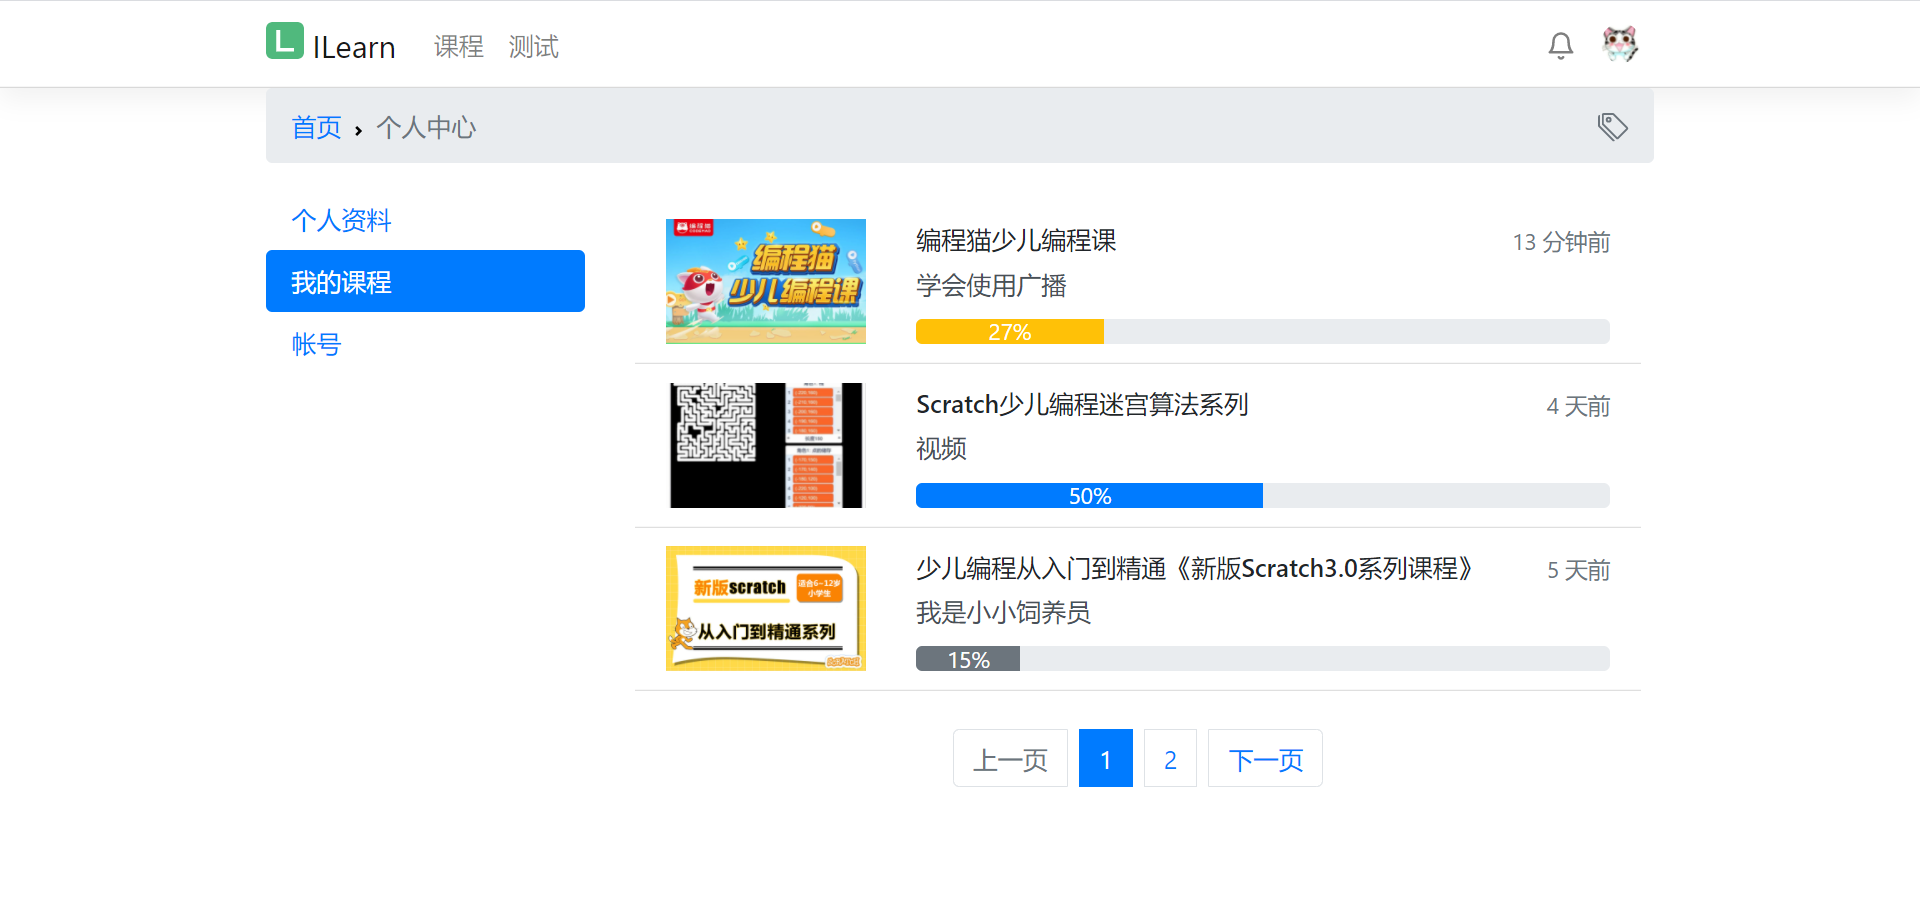 L ILearn 课程 测试
首页 › 个人中心
个人资料
我的课程
帐号
编程猫
编程猫
少儿编程课
编程猫少儿编程课 13 分钟前
学会使用广播
27%
Scratch少儿编程迷宫算法系列 4 天前
视频
50%
新版scratch
适合6~12岁
小学生
从入门到精通系列
少儿编程从入门到精通《新版Scratch3.0系列课程》 5 天前
我是小小饲养员
15%
上一页 1 2 下一页